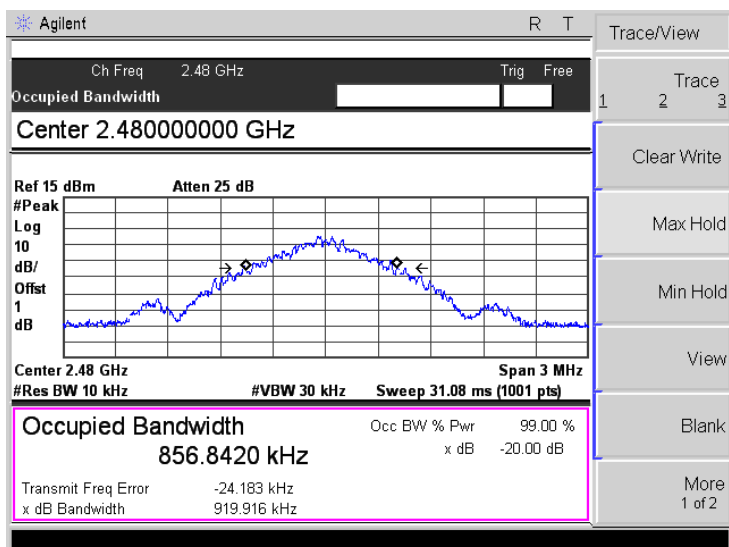 Agilent R T
Ch Freq 2.48 GHz Trig Free
Occupied Bandwidth
Center 2.480000000 GHz
Ref 15 dBm Atten 25 dB
#Peak
Log
10
dB/
Offst
1
dB
Center 2.48 GHz Span 3 MHz
#Res BW 10 kHz #VBW 30 kHz Sweep 31.08 ms (1001 pts)
Occupied Bandwidth Occ BW % Pwr 99.00 %
856.8420 kHz x dB -20.00 dB
Transmit Freq Error -24.183 kHz
x dB Bandwidth 919.916 kHz
Trace/View
Trace
1 2 3
Clear Write
Max Hold
Min Hold
View
Blank
More
1 of 2